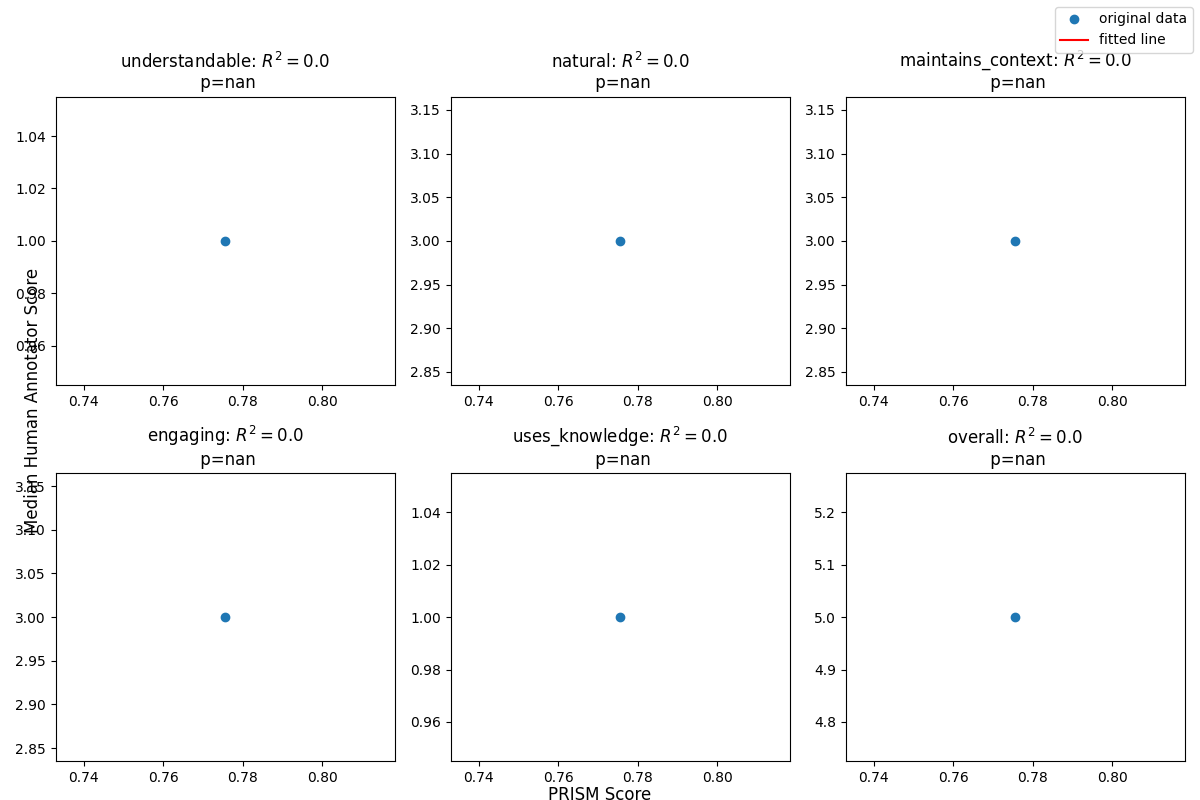 original data
fitted line
understandable: $R^2 = 0.0$
p=nan
natural: $R^2 = 0.0$
p=nan
maintains_context: $R^2 = 0.0$
p=nan
1.04
1.02
1.00
0.98
0.96
0.74 0.76 0.78 0.80
3.15
3.10
3.05
3.00
2.95
2.90
2.85
0.74 0.76 0.78 0.80
3.15
3.10
3.05
3.00
2.95
2.90
2.85
0.74 0.76 0.78 0.80
Median Human Annotator Score
engaging: $R^2 = 0.0$
p=nan
uses_knowledge: $R^2 = 0.0$
p=nan
overall: $R^2 = 0.0$
p=nan
3.15
3.10
3.05
3.00
2.95
2.90
2.85
0.74 0.76 0.78 0.80
1.04
1.02
1.00
0.98
0.96
0.74 0.76 0.78 0.80
5.2
5.1
5.0
4.9
4.8
0.74 0.76 0.78 0.80
PRISM Score